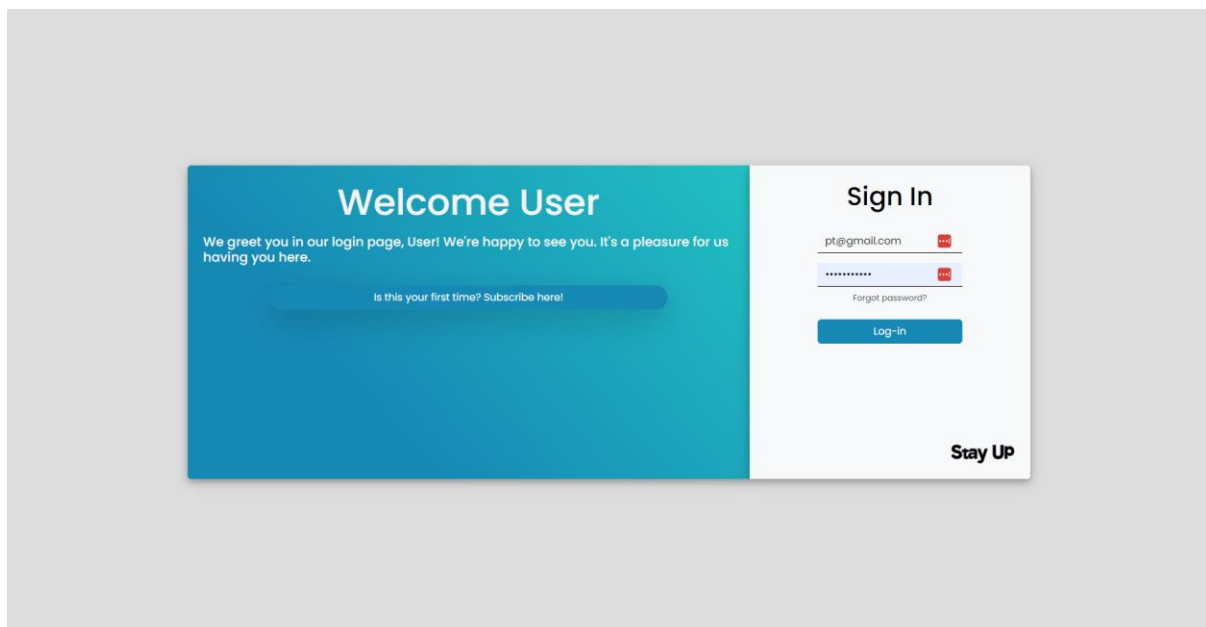 Welcome User
We greet you in our login page, User! We're happy to see you. It's a pleasure for us
having you here.
Is this your first time? Subscribe here!
Sign In
pt@gmail.com
•••••••••••
Forgot password?
Log-in
Stay UP